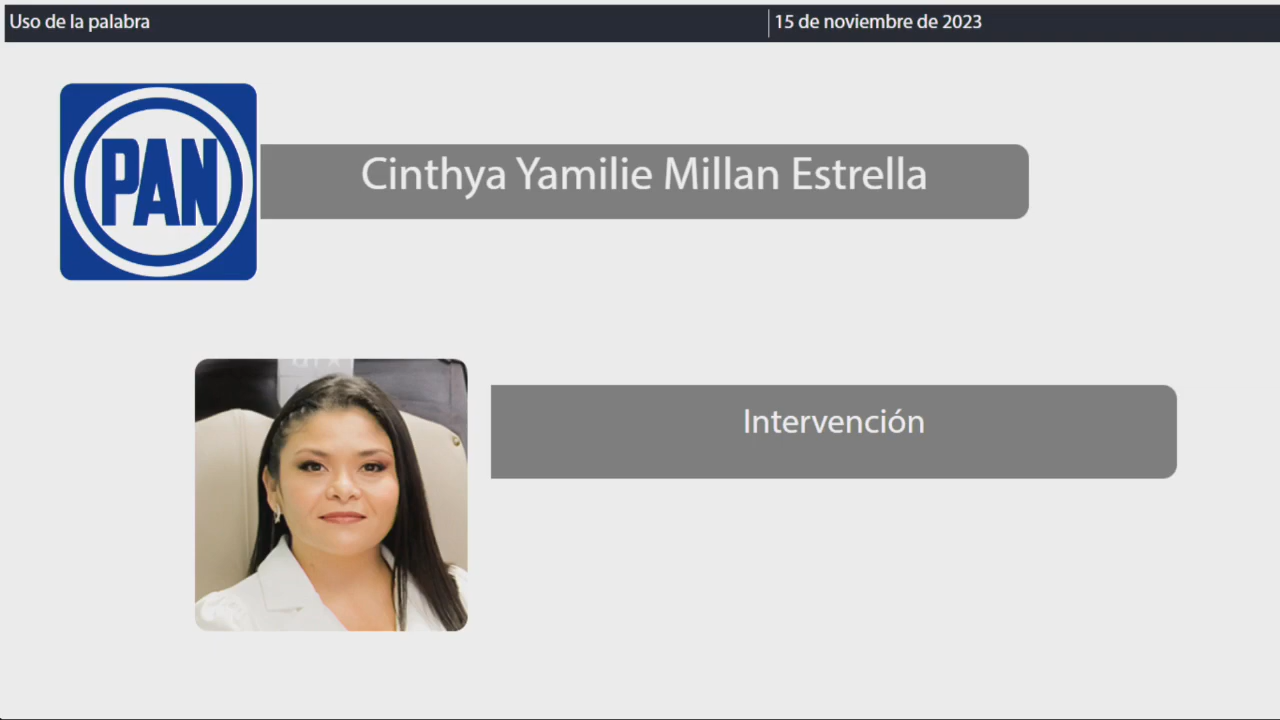 Uso de la palabra
15 de noviembre de 2023
PAN
Cinthya Yamilie Millan Estrella
Intervención